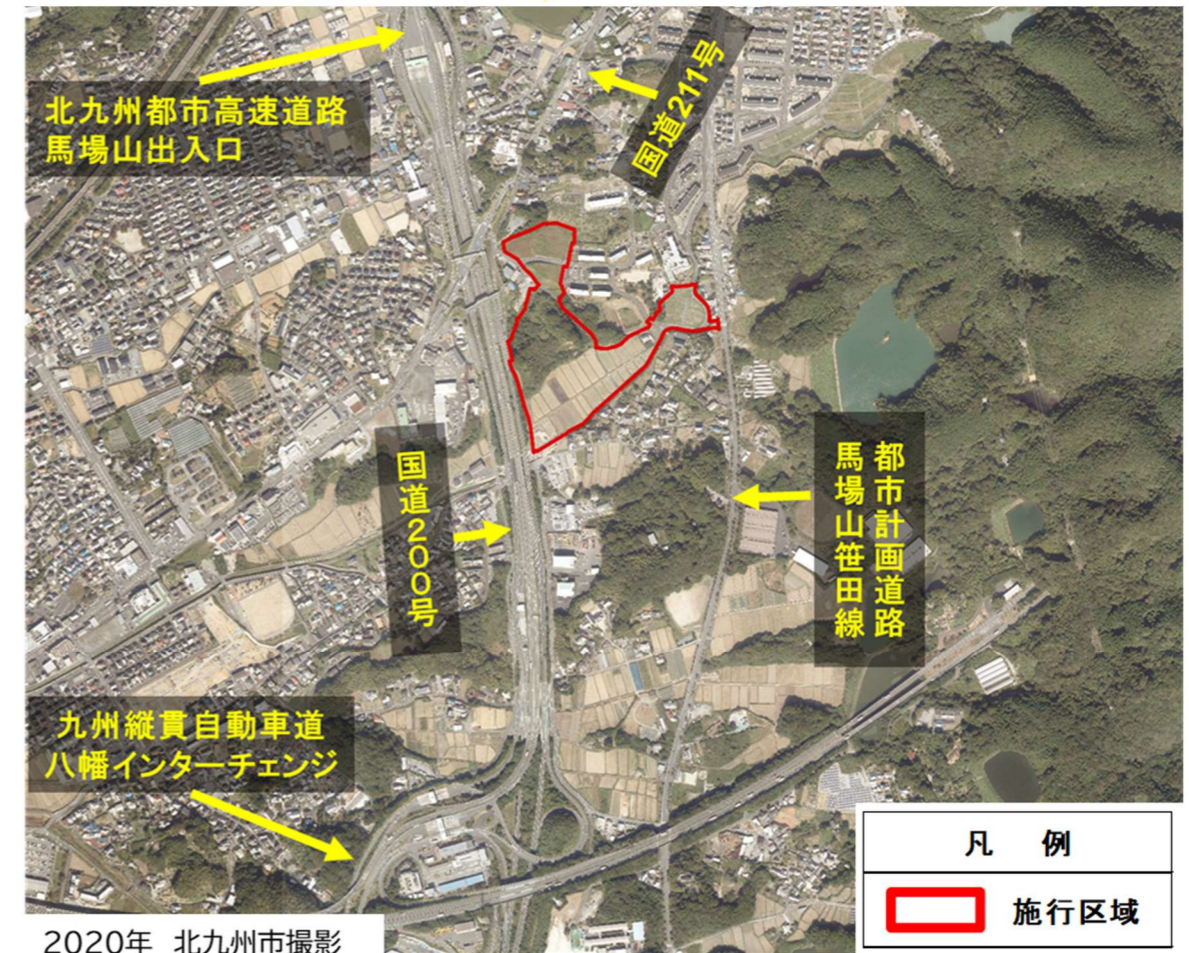 北九州都市高速道路
馬場山出入口
国道211号
国道200号
都市計画道路
馬場山笹田線
九州縦貫自動車道
八幡インターチェンジ
凡　例
施行区域
2020年 北九州市撮影